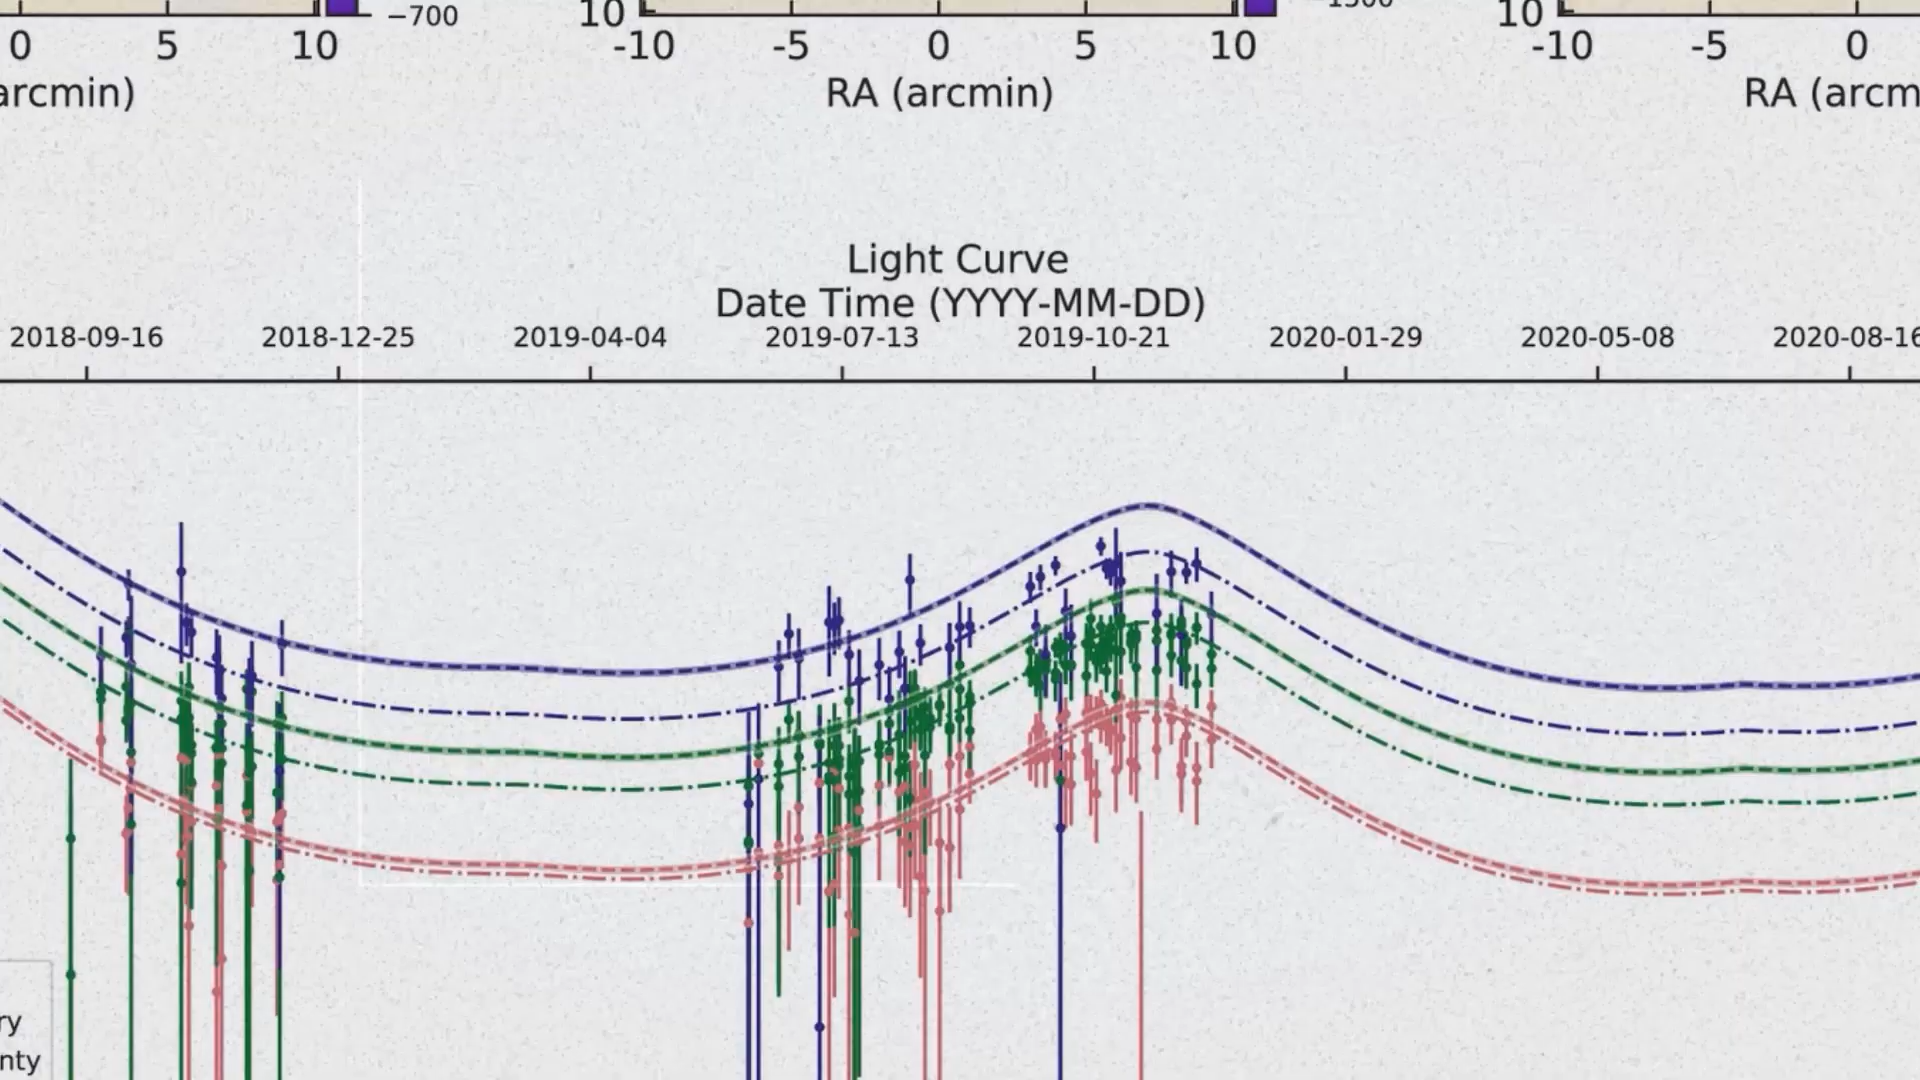 −700
10
−1500
10
0 5 10
-10 -5 0 5 10
-10 -5 0
arcmin)
RA (arcmin)
RA (arcm
Light Curve
Date Time (YYYY-MM-DD)
2018-09-16 2018-12-25 2019-04-04 2019-07-13 2019-10-21 2020-01-29 2020-05-08 2020-08-16
ry
nty